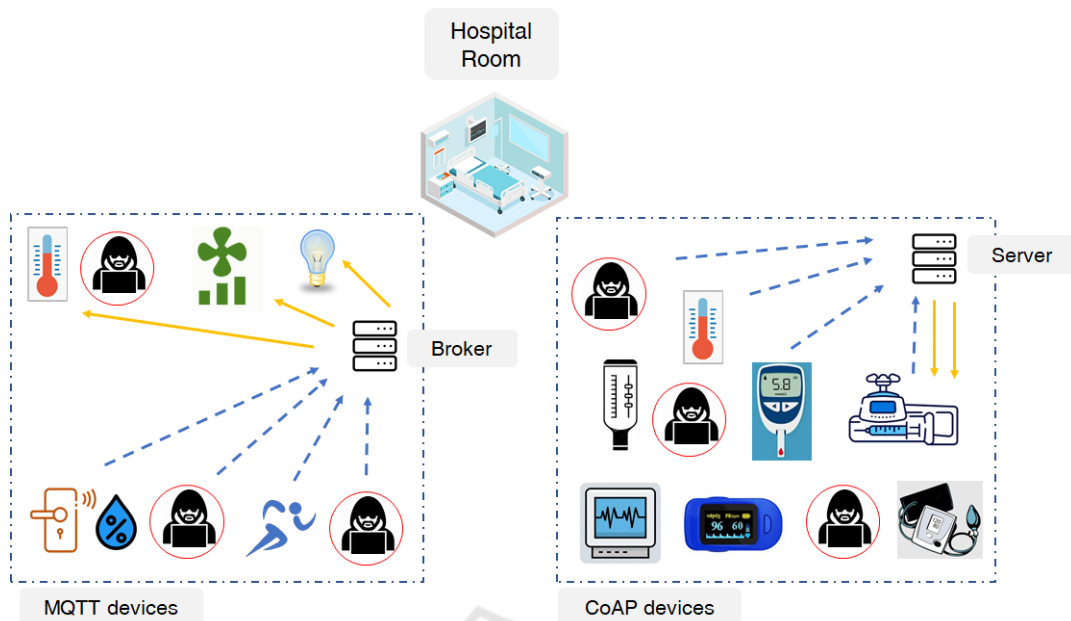 Hospital
Room
Server
Broker
5.8
96 60
MQTT devices
CoAP devices